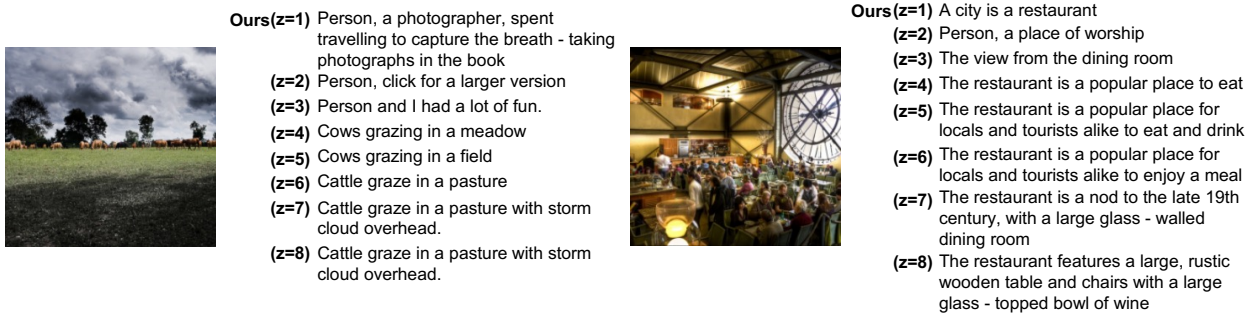 Ours(z=1) Person, a photographer, spent
travelling to capture the breath - taking
photographs in the book
(z=2) Person, click for a larger version
(z=3) Person and I had a lot of fun.
(z=4) Cows grazing in a meadow
(z=5) Cows grazing in a field
(z=6) Cattle graze in a pasture
(z=7) Cattle graze in a pasture with storm
cloud overhead.
(z=8) Cattle graze in a pasture with storm
cloud overhead.
Ours(z=1) A city is a restaurant
(z=2) Person, a place of worship
(z=3) The view from the dining room
(z=4) The restaurant is a popular place to eat
(z=5) The restaurant is a popular place for
locals and tourists alike to eat and drink
(z=6) The restaurant is a popular place for
locals and tourists alike to enjoy a meal
(z=7) The restaurant is a nod to the late 19th
century, with a large glass - walled
dining room
(z=8) The restaurant features a large, rustic
wooden table and chairs with a large
glass - topped bowl of wine